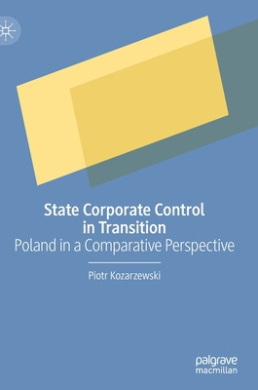 State Corporate Control
in Transition
Poland in a Comparative Perspective
Piotr Kozarzewski
palgrave
macmillan